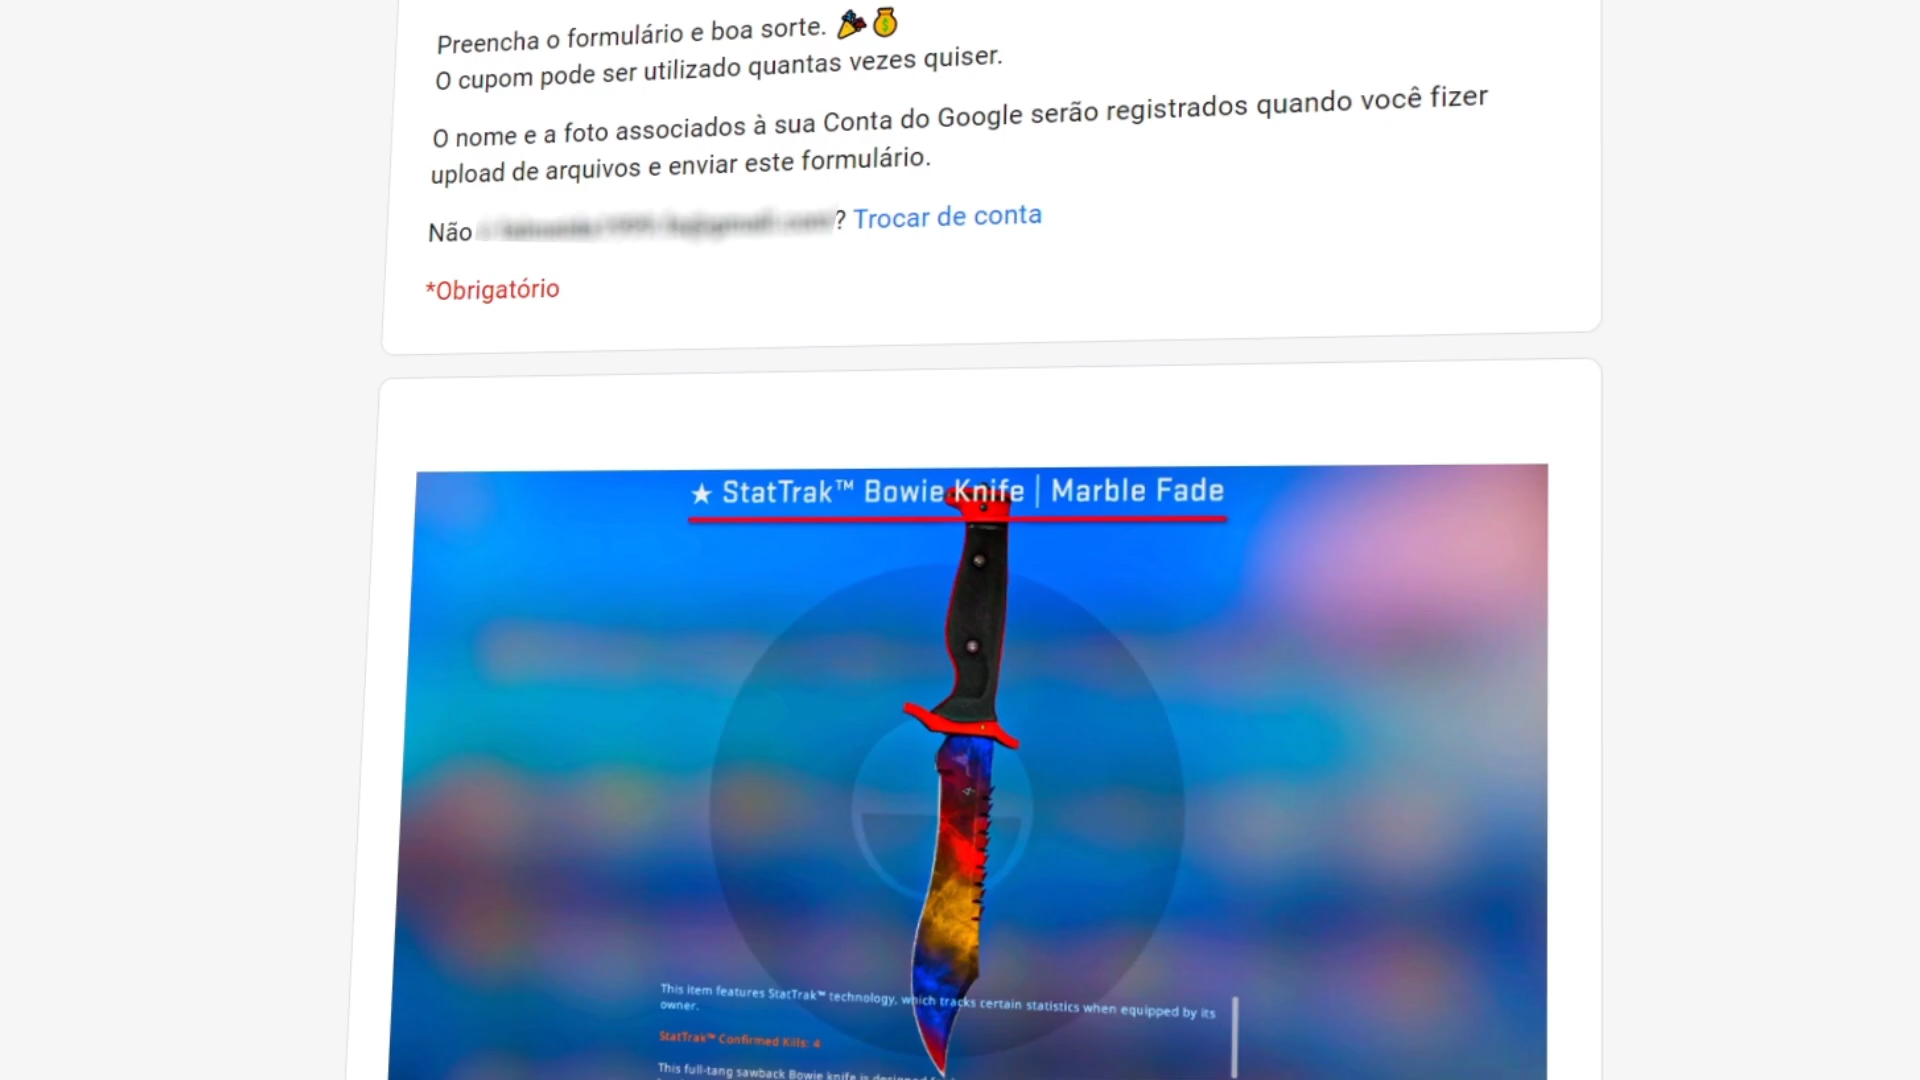 Preencha o formulário e boa sorte. 🎉💰
O cupom pode ser utilizado quantas vezes quiser.
O nome e a foto associados à sua Conta do Google serão registrados quando você fizer
upload de arquivos e enviar este formulário.
Não ? Trocar de conta
*Obrigatório
★ StatTrak™ Bowie Knife | Marble Fade
This item features StatTrak™ technology, which tracks certain statistics when equipped by its
owner.
StatTrak™ Confirmed Kills: 4
This full-tang sawback Bowie knife is designed